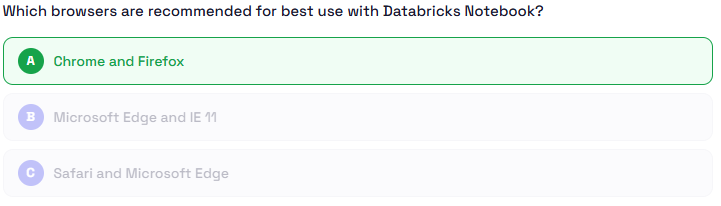 Which browsers are recommended for best use with Databricks Notebook?
A Chrome and Firefox
B Microsoft Edge and IE 11
C Safari and Microsoft Edge